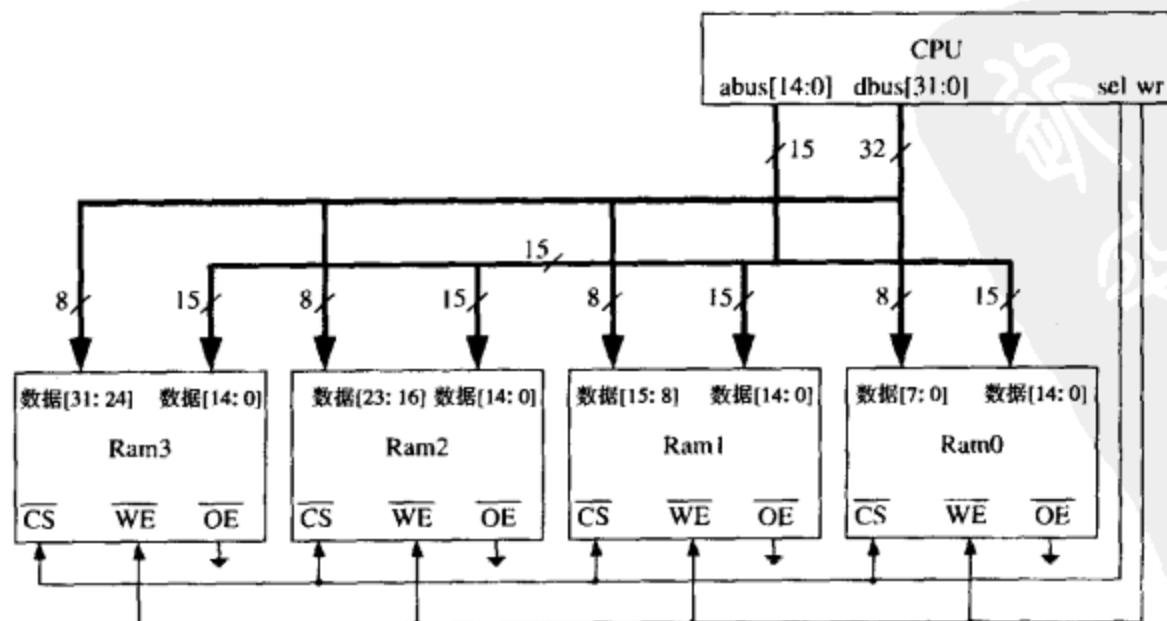 CPU
abus[14:0] dbus[31:0] sel wr
15 32
15
8 15 8 15 8 15 8 15
数据[31: 24] 数据[14: 0] 数据[23: 16] 数据[14: 0] 数据[15: 8] 数据[14: 0] 数据[7: 0] 数据[14: 0]
Ram3 Ram2 Ram1 Ram0
CS WE OE CS WE OE CS WE OE CS WE OE